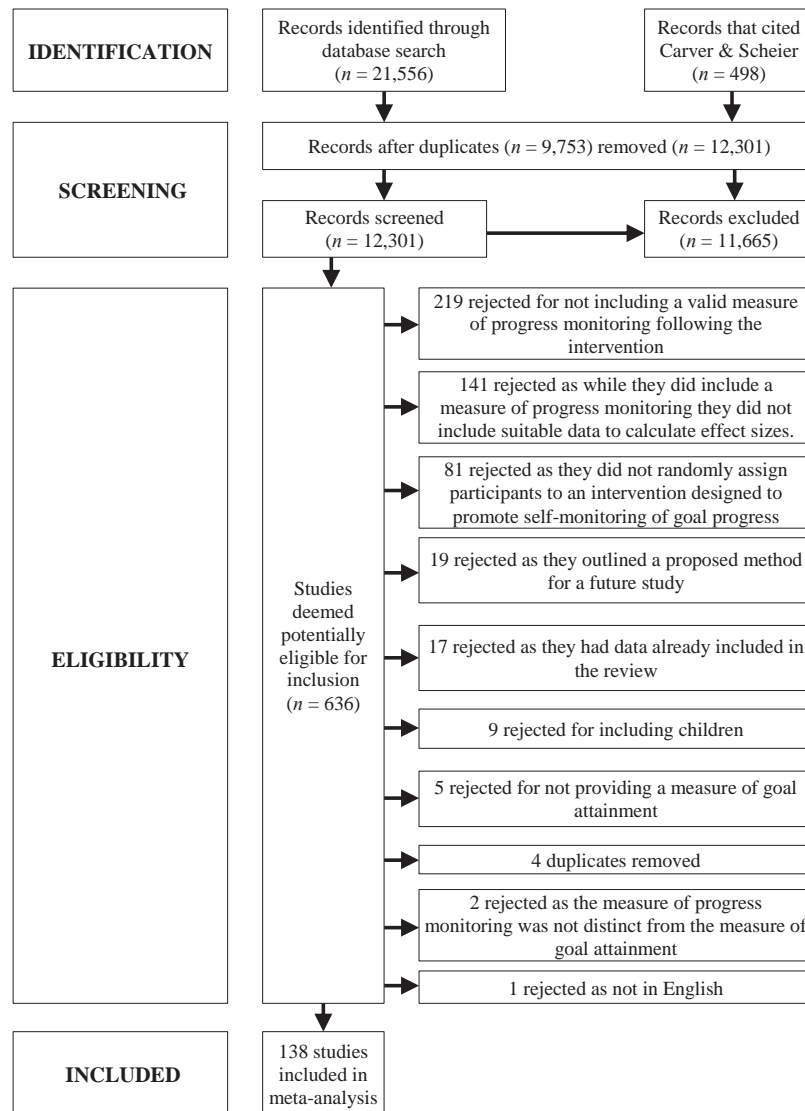 IDENTIFICATION
Records identified through
database search
(n = 21,556)
Records that cited
Carver & Scheier
(n = 498)
SCREENING
Records after duplicates (n = 9,753) removed (n = 12,301)
Records screened
(n = 12,301)
Records excluded
(n = 11,665)
ELIGIBILITY
Studies
deemed
potentially
eligible for
inclusion
(n = 636)
219 rejected for not including a valid measure
of progress monitoring following the
intervention
141 rejected as while they did include a
measure of progress monitoring they did not
include suitable data to calculate effect sizes.
81 rejected as they did not randomly assign
participants to an intervention designed to
promote self-monitoring of goal progress
19 rejected as they outlined a proposed method
for a future study
17 rejected as they had data already included in
the review
9 rejected for including children
5 rejected for not providing a measure of goal
attainment
4 duplicates removed
2 rejected as the measure of progress
monitoring was not distinct from the measure of
goal attainment
1 rejected as not in English
INCLUDED
138 studies
included in
meta-analysis